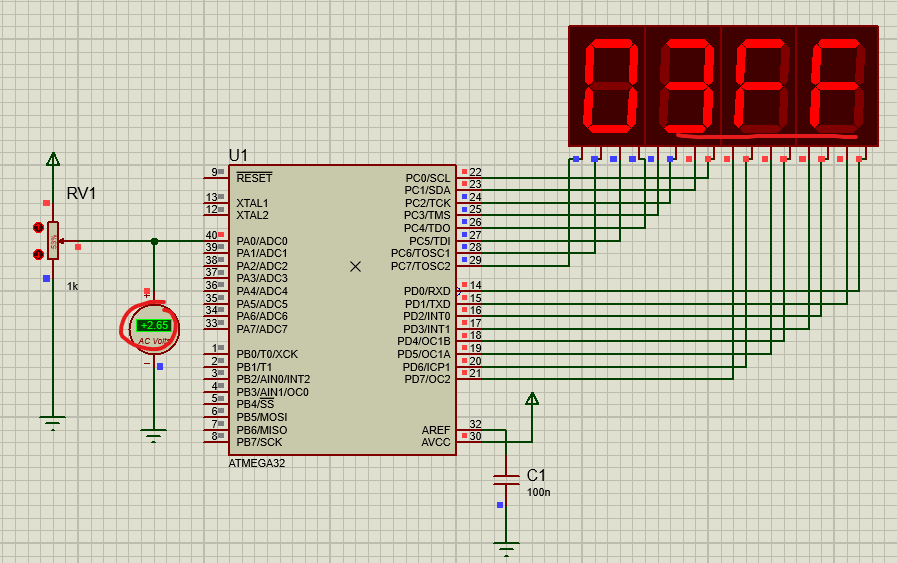 03FF
U1
RV1
53%
1k
+2.65
AC Volts
9 RESET
13 XTAL1
12 XTAL2
40 PA0/ADC0
39 PA1/ADC1
38 PA2/ADC2
37 PA3/ADC3
36 PA4/ADC4
35 PA5/ADC5
34 PA6/ADC6
33 PA7/ADC7
1 PB0/T0/XCK
2 PB1/T1
3 PB2/AIN0/INT2
4 PB3/AIN1/OC0
5 PB4/SS
6 PB5/MOSI
7 PB6/MISO
8 PB7/SCK
PC0/SCL 22
PC1/SDA 23
PC2/TCK 24
PC3/TMS 25
PC4/TDO 26
PC5/TDI 27
PC6/TOSC1 28
PC7/TOSC2 29
PD0/RXD 14
PD1/TXD 15
PD2/INT0 16
PD3/INT1 17
PD4/OC1B 18
PD5/OC1A 19
PD6/ICP1 20
PD7/OC2 21
AREF 32
AVCC 30
ATMEGA32
C1
100n